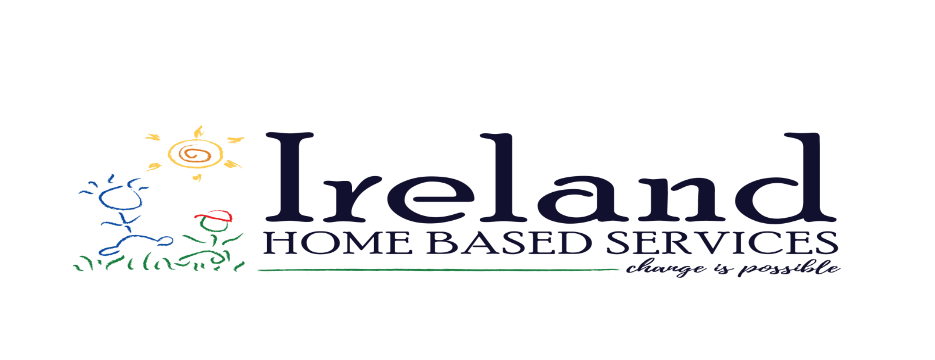 Ireland
HOME BASED SERVICES
change is possible